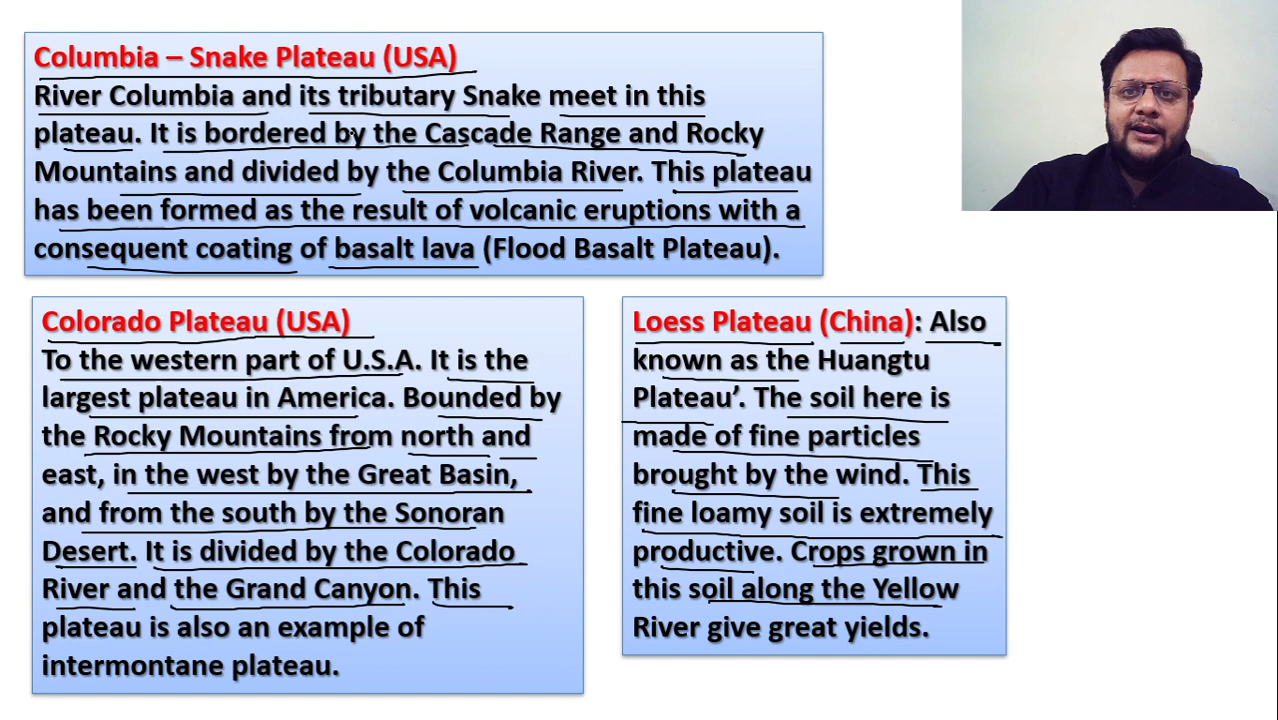 Columbia – Snake Plateau (USA)
River Columbia and its tributary Snake meet in this
plateau. It is bordered by the Cascade Range and Rocky
Mountains and divided by the Columbia River. This plateau
has been formed as the result of volcanic eruptions with a
consequent coating of basalt lava (Flood Basalt Plateau).
Colorado Plateau (USA)
To the western part of U.S.A. It is the
largest plateau in America. Bounded by
the Rocky Mountains from north and
east, in the west by the Great Basin,
and from the south by the Sonoran
Desert. It is divided by the Colorado
River and the Grand Canyon. This
plateau is also an example of
intermontane plateau.
Loess Plateau (China): Also
known as the Huangtu
Plateau’. The soil here is
made of fine particles
brought by the wind. This
fine loamy soil is extremely
productive. Crops grown in
this soil along the Yellow
River give great yields.